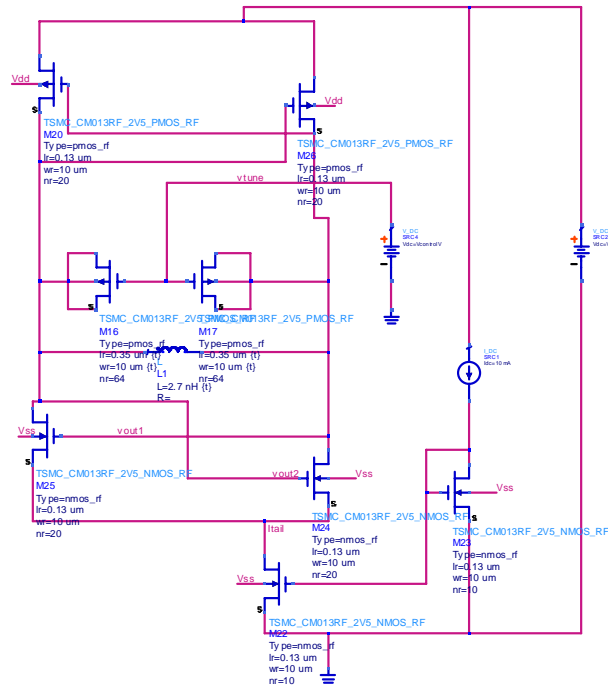 Vdd
TSMC_CM013RF_2V5_PMOS_RF
M20
Type=pmos_rf
lr=0.13 um
wr=10 um
nr=20
Vdd
TSMC_CM013RF_2V5_PMOS_RF
M26
Type=pmos_rf
lr=0.13 um
wr=10 um
nr=20
vtune
+
V_DC
SRC4
Vdc=Vcontrol V
-
+
V_DC
SRC2
-
S
S
S
S
TSMC_CM013RF_2V5_PMOS_RF
M16
Type=pmos_rf
lr=0.35 um {t}
wr=10 um {t}
nr=64
TSMC_CM013RF_2V5_PMOS_RF
M17
Type=pmos_rf
lr=0.35 um {t}
wr=10 um {t}
nr=64
L
L1
L=2.7 nH {t}
R=
I_DC
SRC1
Idc=10 mA
Vss
vout1
S
TSMC_CM013RF_2V5_NMOS_RF
M25
Type=nmos_rf
lr=0.13 um
wr=10 um
nr=20
vout2
Vss
S
TSMC_CM013RF_2V5_NMOS_RF
M24
Type=nmos_rf
lr=0.13 um
wr=10 um
nr=20
Vss
S
TSMC_CM013RF_2V5_NMOS_RF
M23
Type=nmos_rf
lr=0.13 um
wr=10 um
nr=10
Itail
Vss
S
TSMC_CM013RF_2V5_NMOS_RF
M22
Type=nmos_rf
lr=0.13 um
wr=10 um
nr=10